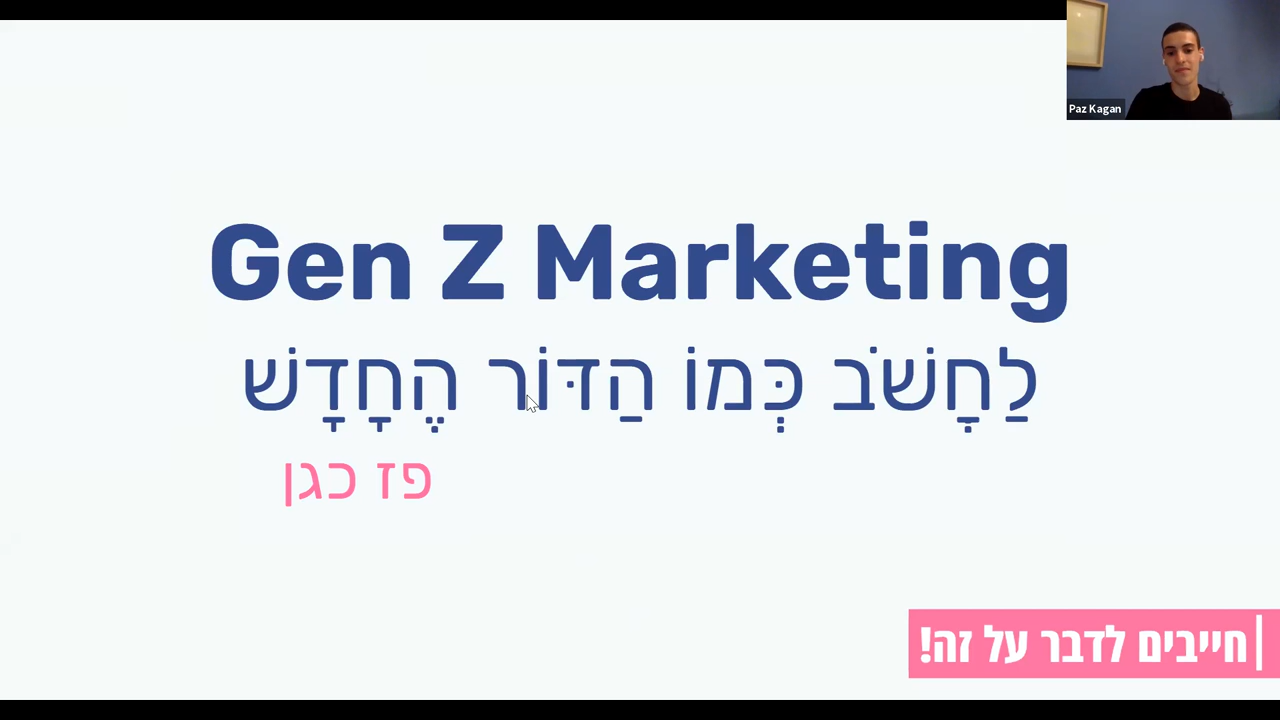 Paz Kagan
Gen Z Marketing
לַחָשֹׁב כְּמוֹ הַדּוֹר הֶחָדָשׁ
פז כגן
חייבים לדבר על זה!